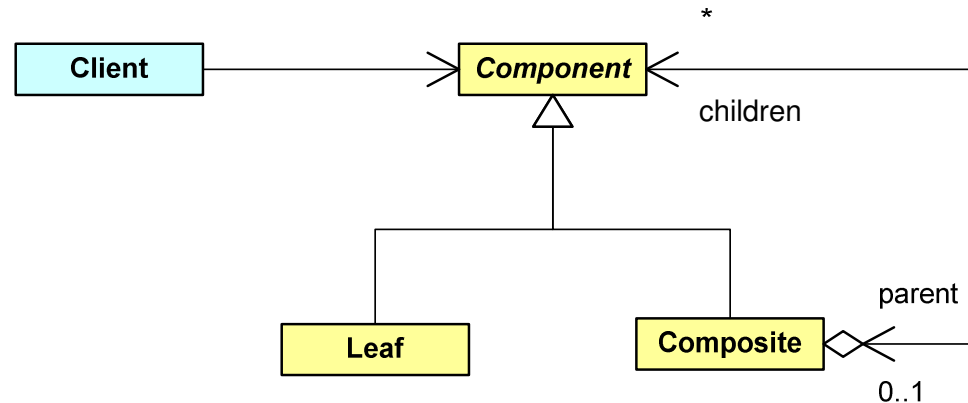 *
Client
Component
children
parent
Leaf
Composite
0..1